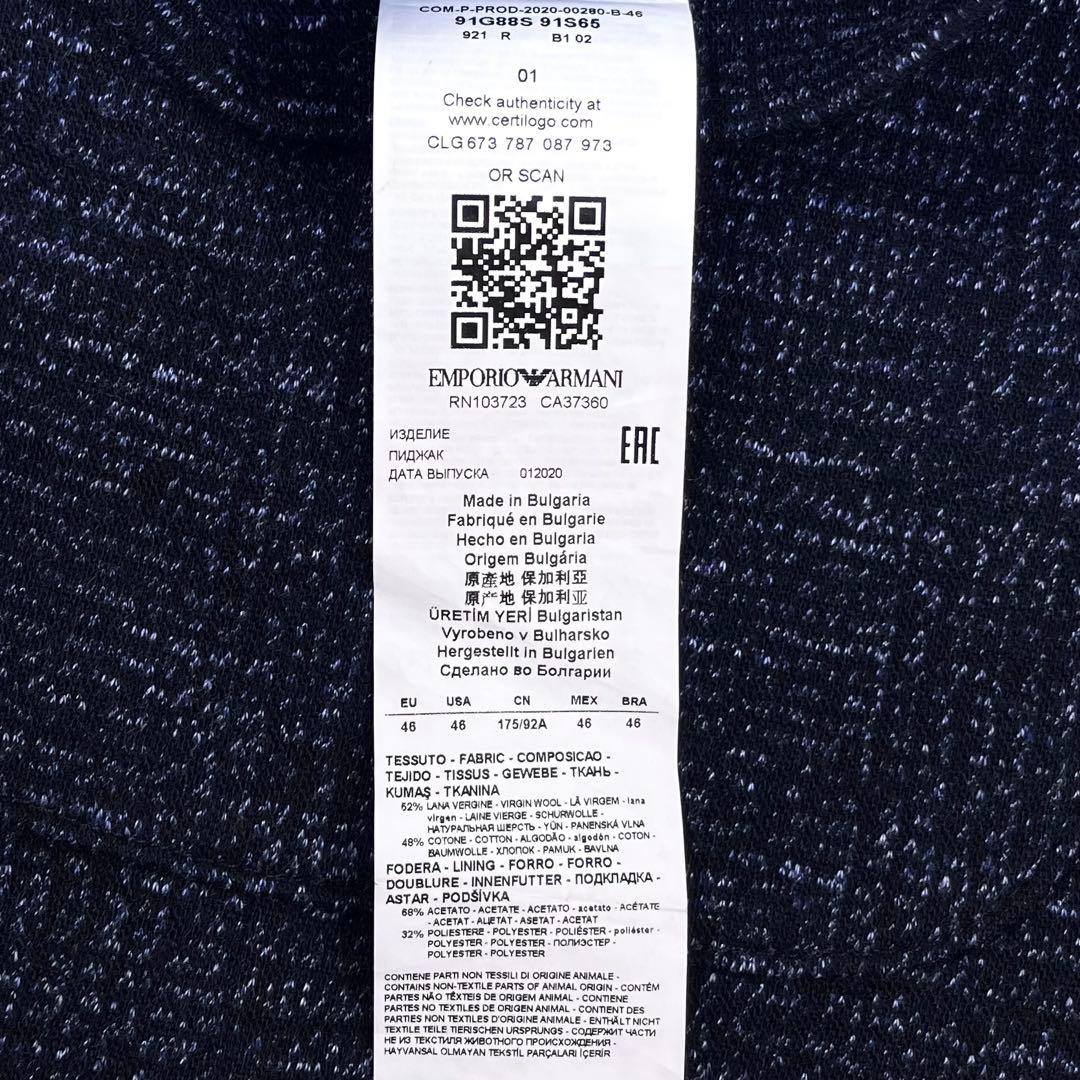 COM-P-PROD-2020-00280-B-46
91G88S 91S65
921 R B1 02
01
Check authenticity at
www.certilogo.com
CLG 673 787 087 973
OR SCAN
EMPORIO ARMANI
RN103723 CA37360
ИЗДЕЛИЕ
ПИДЖАК
ДАТА ВЫПУСКА 012020
EAC
Made in Bulgaria
Fabriqué en Bulgarie
Hecho en Bulgaria
Origem Bulgária
原產地 保加利亞
原产地 保加利亚
ÜRETİM YERİ Bulgaristan
Vyrobeno v Bulharsko
Hergestellt in Bulgarien
Сделано во Болгарии
EU USA CN MEX BRA
46 46 175/92A 46 46
TESSUTO - FABRIC - COMPOSICAO -
TEJIDO - TISSUS - GEWEBE - ТКАНЬ -
KUMAŞ - TKANINA
52% LANA VERGINE - VIRGIN WOOL - LÃ VIRGEM - lana
virgen - LAINE VIERGE - SCHURWOLLE -
НАТУРАЛЬНАЯ ШЕРСТЬ - YÜN - PANENSKÁ VLNA
48% COTONE - COTTON - ALGODÃO - algodón - COTON -
BAUMWOLLE - ХЛОПОК - PAMUK - BAVLNA
FODERA - LINING - FORRO - FORRO -
DOUBLURE - INNENFUTTER - ПОДКЛАДКА -
ASTAR - PODŠÍVKA
68% ACETATO - ACETATE - ACETATO - acetato - ACÉTATE
- ACETAT - АЦЕТАТ - ASETAT - ACETAT
32% POLIESTERE - POLYESTER - POLIÉSTER - poliéster -
POLYESTER - POLYESTER - ПОЛИЭСТЕР -
POLYESTER - POLYESTER
CONTIENE PARTI NON TESSILI DI ORIGINE ANIMALE -
CONTAINS NON-TEXTILE PARTS OF ANIMAL ORIGIN - CONTÉM
PARTES NÃO TÊXTEIS DE ORIGEM ANIMAL - CONTIENE
PARTES NO TEXTILES DE ORIGEN ANIMAL - CONTIENT DES
PARTIES NON TEXTILES D'ORIGINE ANIMALE - ENTHÄLT NICHT
TEXTILE TEILE TIERISCHEN URSPRUNGS - СОДЕРЖИТ ЧАСТИ
НЕ ИЗ ТЕКСТИЛЯ ЖИВОТНОГО ПРОИСХОЖДЕНИЯ -
HAYVANSAL OLMAYAN TEKSTİL PARÇALARI İÇERİR